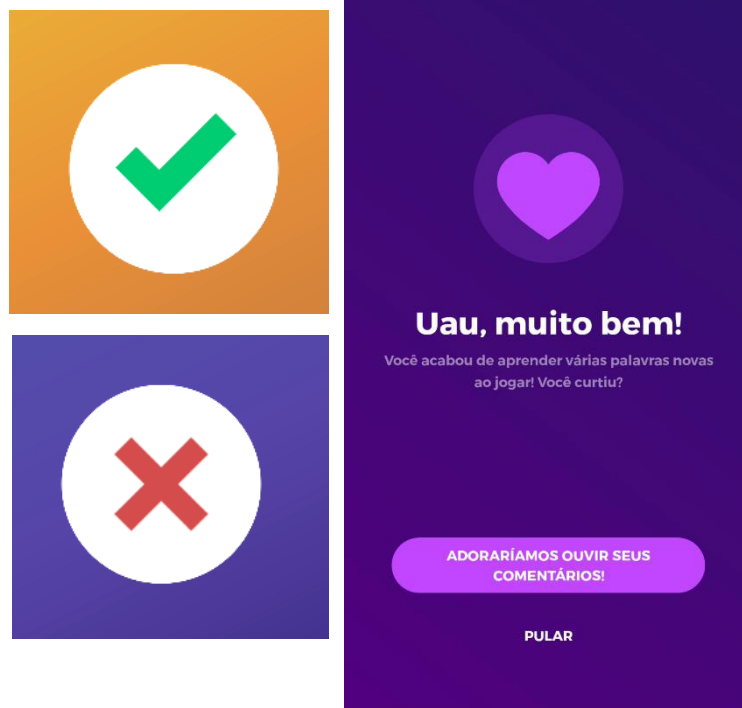 Uau, muito bem!
Você acabou de aprender várias palavras novas
ao jogar! Você curtiu?
ADORARÍAMOS OUVIR SEUS
COMENTÁRIOS!
PULAR